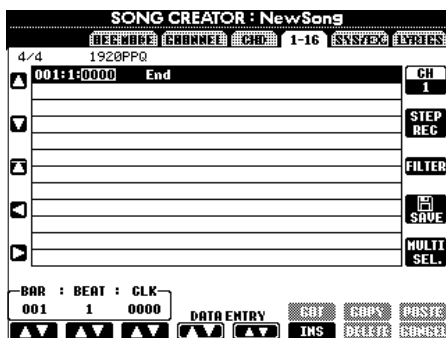 SONG CREATOR : NewSong
REC MODE CHANNEL CHD 1-16 SYS/EX. LYRICS
4/4 1920PPQ
001:1:0000 End
CH
1
STEP
REC
FILTER
SAVE
MULTI
SEL.
BAR : BEAT : CLK
001 1 0000
DATA ENTRY
CUT COPY PASTE
INS DELETE CANCEL